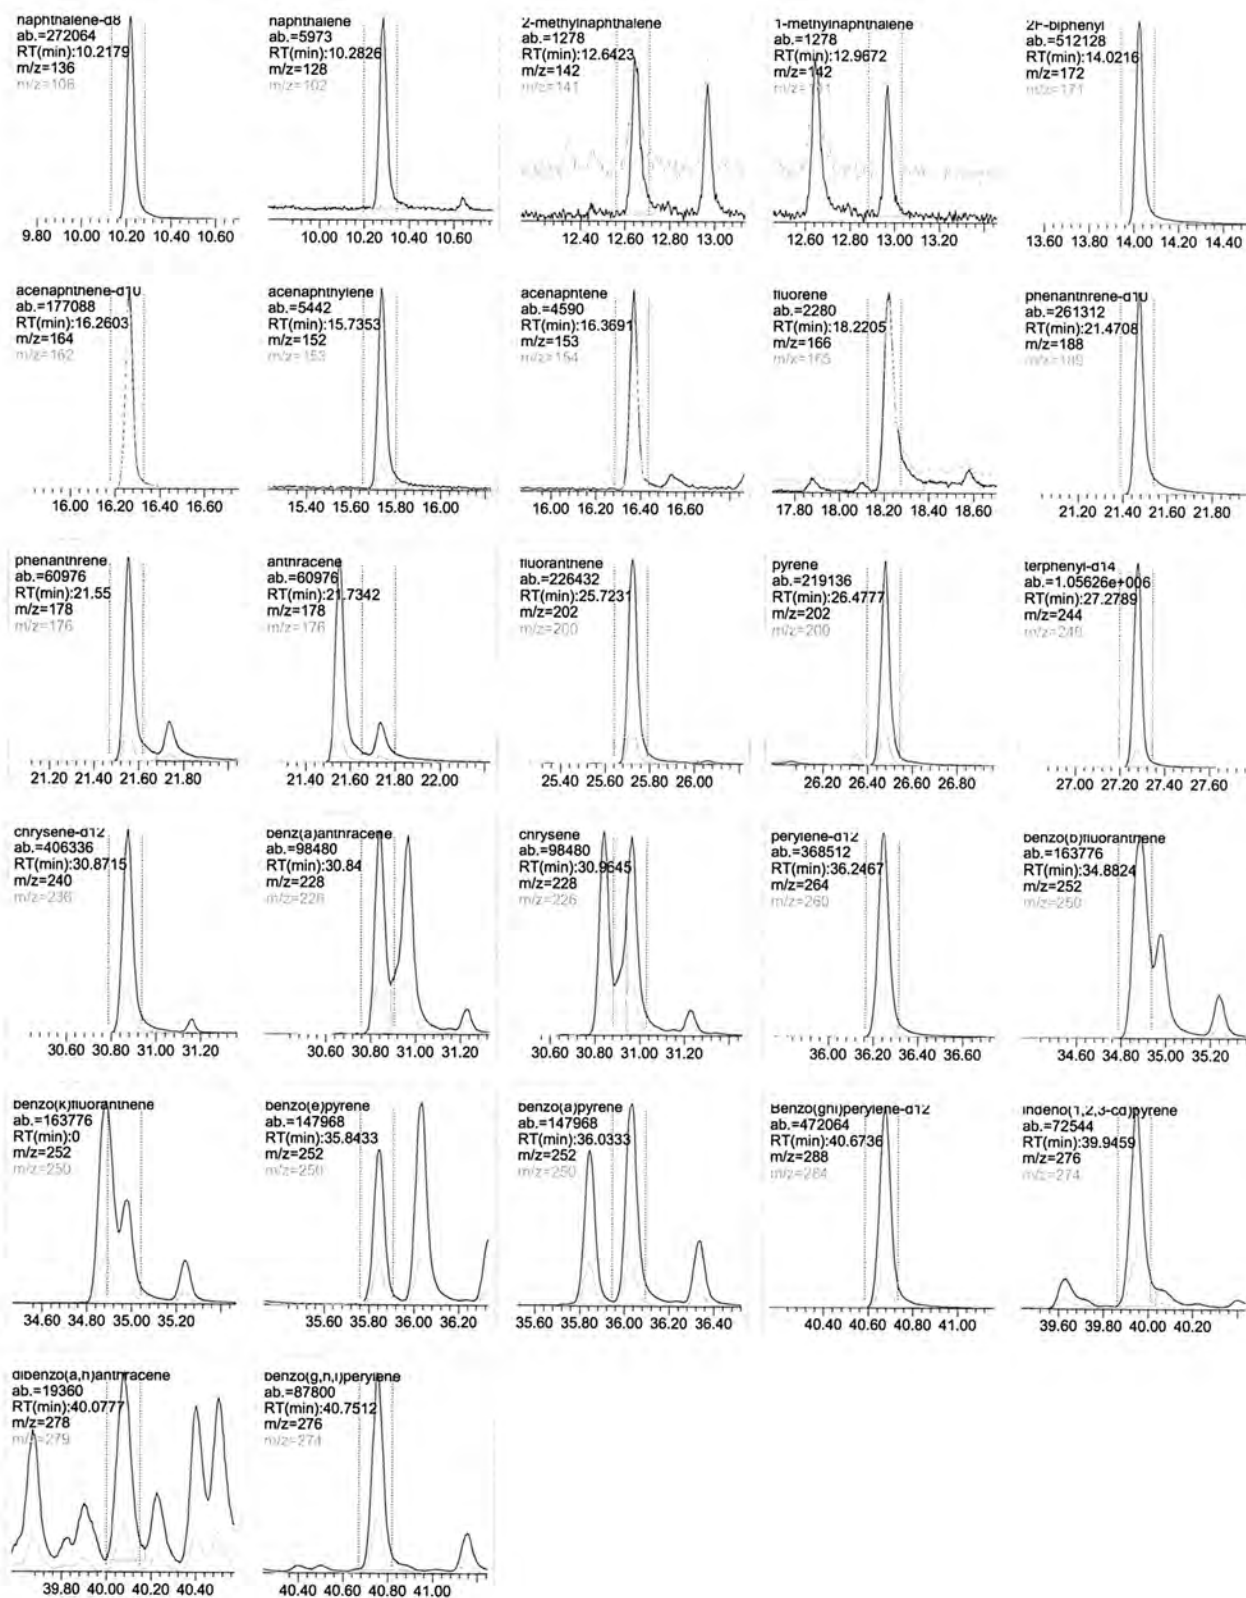 naphthalene-d8
ab.=272064
RT(min):10.2179
m/z=136
m/z=108
9.80 10.00 10.20 10.40 10.60
naphthalene
ab.=5973
RT(min):10.2826
m/z=128
m/z=102
10.00 10.20 10.40 10.60
2-methylnaphthalene
ab.=1278
RT(min):12.6423
m/z=142
m/z=141
12.40 12.60 12.80 13.00
1-methylnaphthalene
ab.=1278
RT(min):12.9672
m/z=142
12.60 12.80 13.00 13.20
2F-biphenyl
ab.=512128
RT(min):14.0216
m/z=172
m/z=171
13.60 13.80 14.00 14.20 14.40
acenaphthene-d10
ab.=177088
RT(min):16.2603
m/z=164
m/z=162
16.00 16.20 16.40 16.60
acenaphthylene
ab.=5442
RT(min):15.7353
m/z=152
m/z=153
15.40 15.60 15.80 16.00
acenaphtene
ab.=4590
RT(min):16.3691
m/z=153
m/z=154
16.00 16.20 16.40 16.60
fluorene
ab.=2280
RT(min):18.2205
m/z=166
m/z=165
17.80 18.00 18.20 18.40 18.60
phenanthrene-d10
ab.=261312
RT(min):21.4708
m/z=188
m/z=189
21.20 21.40 21.60 21.80
phenanthrene
ab.=60976
RT(min):21.55
m/z=178
m/z=176
21.20 21.40 21.60 21.80
anthracene
ab.=60976
RT(min):21.7342
m/z=178
m/z=176
21.40 21.60 21.80 22.00
fluoranthene
ab.=226432
RT(min):25.7231
m/z=202
m/z=200
25.40 25.60 25.80 26.00
pyrene
ab.=219136
RT(min):26.4777
m/z=202
m/z=200
26.20 26.40 26.60 26.80
terphenyl-d14
ab.=1.05626e+006
RT(min):27.2789
m/z=244
27.00 27.20 27.40 27.60
chrysene-d12
ab.=406336
RT(min):30.8715
m/z=240
m/z=236
30.60 30.80 31.00 31.20
benz(a)anthracene
ab.=98480
RT(min):30.84
m/z=228
m/z=226
30.60 30.80 31.00 31.20
chrysene
ab.=98480
RT(min):30.9645
m/z=228
m/z=226
30.60 30.80 31.00 31.20
perylene-d12
ab.=368512
RT(min):36.2467
m/z=264
m/z=260
36.00 36.20 36.40 36.60
benzo(b)fluoranthene
ab.=163776
RT(min):34.8824
m/z=252
m/z=250
34.60 34.80 35.00 35.20
benzo(k)fluoranthene
ab.=163776
RT(min):0
m/z=252
m/z=250
34.60 34.80 35.00 35.20
benzo(e)pyrene
ab.=147968
RT(min):35.8433
m/z=252
m/z=250
35.60 35.80 36.00 36.20
benzo(a)pyrene
ab.=147968
RT(min):36.0333
m/z=252
m/z=250
35.60 35.80 36.00 36.20 36.40
Benzo(ghi)perylene-d12
ab.=472064
RT(min):40.6736
m/z=288
m/z=284
40.40 40.60 40.80 41.00
indeno(1,2,3-cd)pyrene
ab.=72544
RT(min):39.9459
m/z=276
m/z=274
39.60 39.80 40.00 40.20
dibenzo(a,h)anthracene
ab.=19360
RT(min):40.0777
m/z=278
m/z=279
39.80 40.00 40.20 40.40
benzo(g,h,i)perylene
ab.=87800
RT(min):40.7512
m/z=276
m/z=274
40.40 40.60 40.80 41.00